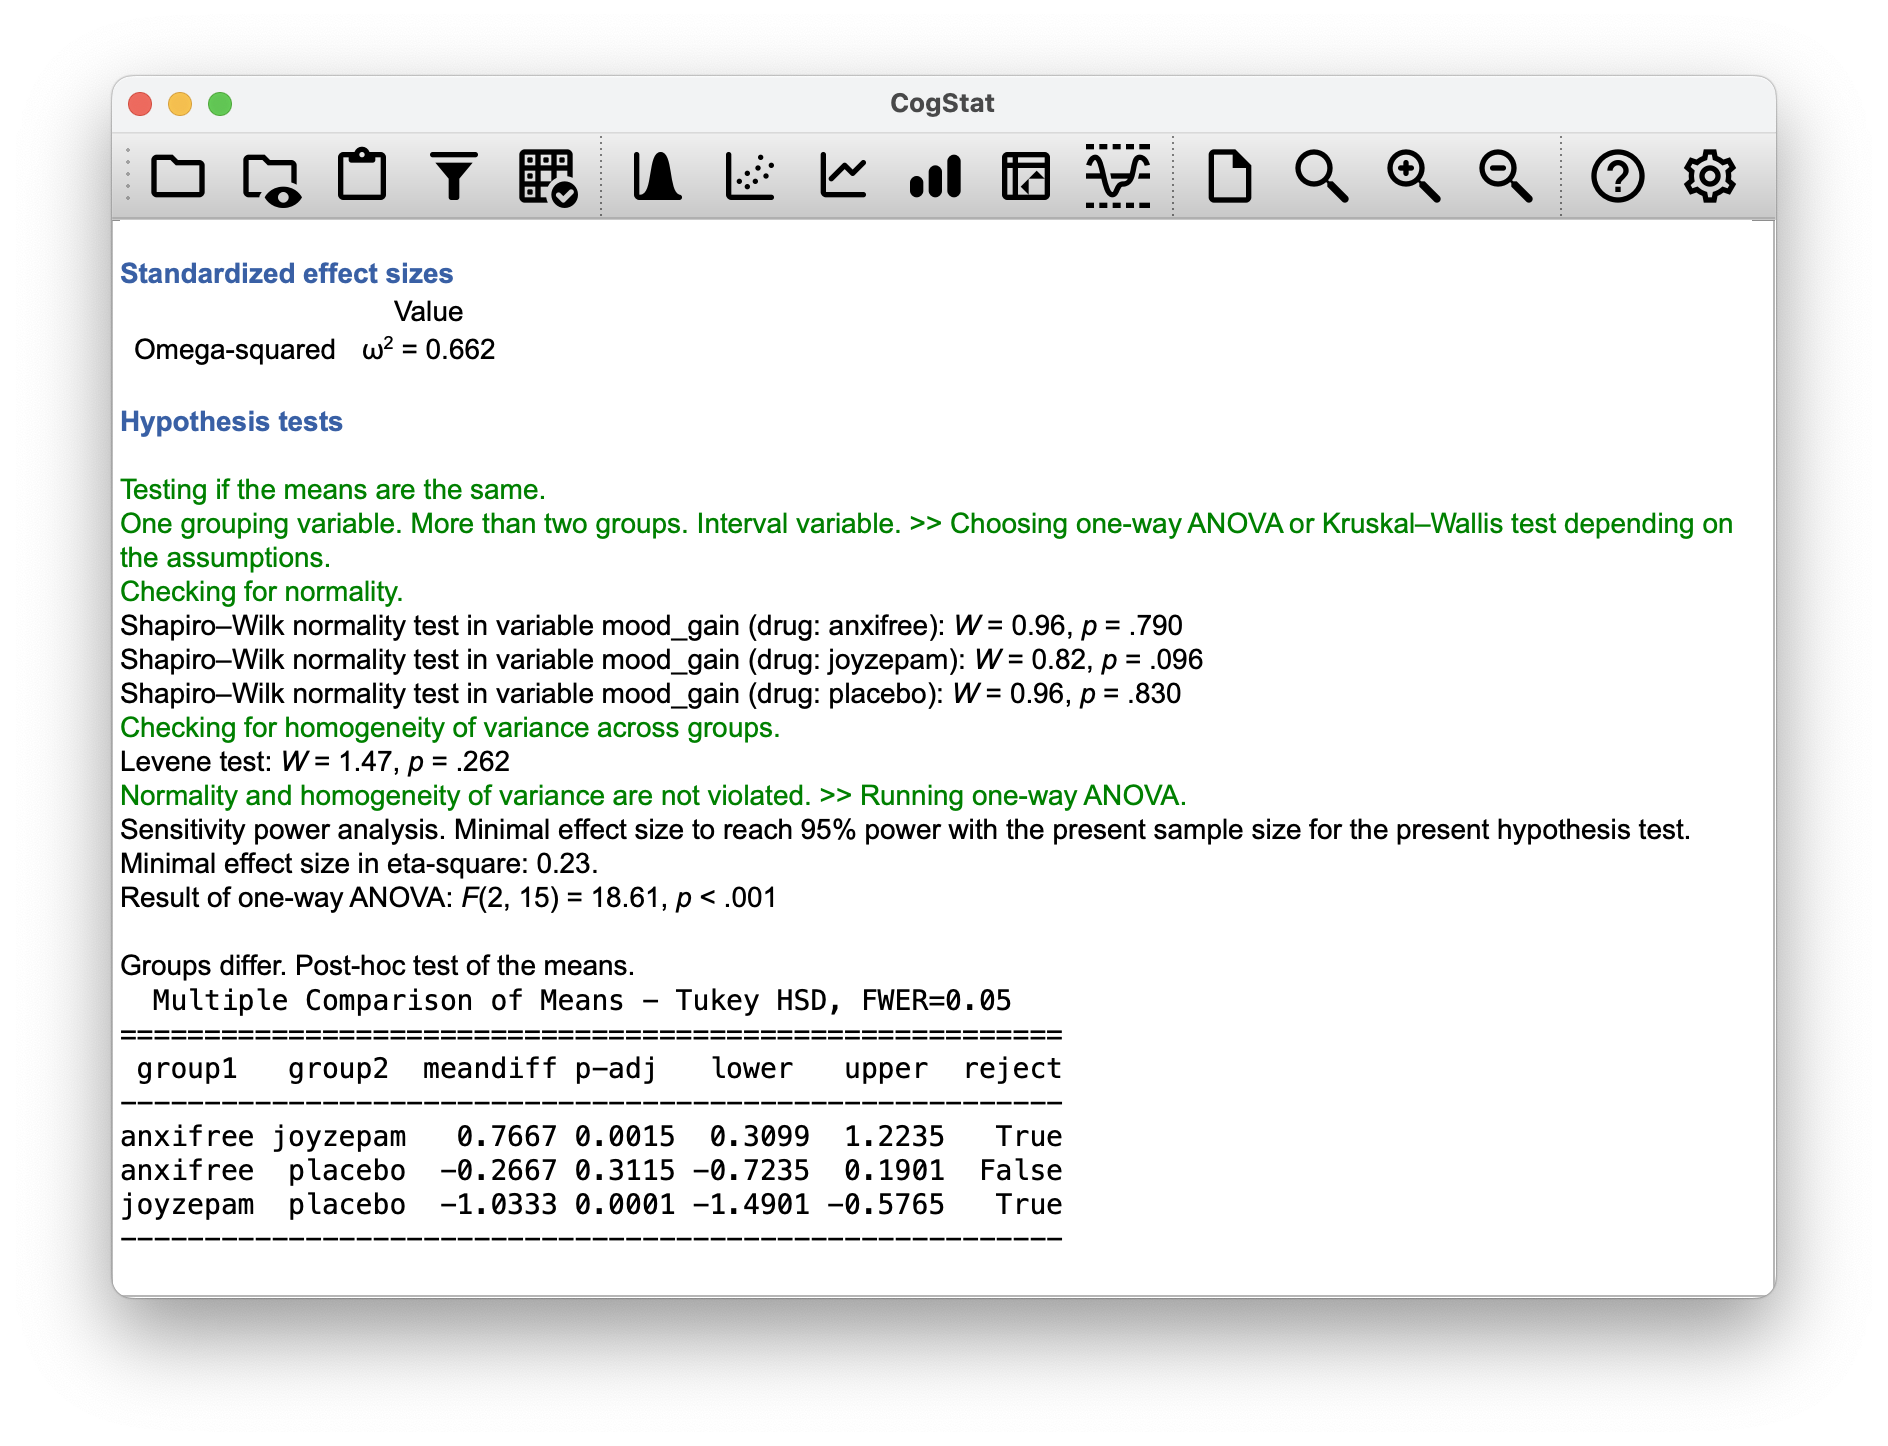 CogStat
Standardized effect sizes
Value
Omega-squared ω² = 0.662
Hypothesis tests
Testing if the means are the same.
One grouping variable. More than two groups. Interval variable. >> Choosing one-way ANOVA or Kruskal–Wallis test depending on
the assumptions.
Checking for normality.
Shapiro–Wilk normality test in variable mood_gain (drug: anxifree): W = 0.96, p = .790
Shapiro–Wilk normality test in variable mood_gain (drug: joyzepam): W = 0.82, p = .096
Shapiro–Wilk normality test in variable mood_gain (drug: placebo): W = 0.96, p = .830
Checking for homogeneity of variance across groups.
Levene test: W = 1.47, p = .262
Normality and homogeneity of variance are not violated. >> Running one-way ANOVA.
Sensitivity power analysis. Minimal effect size to reach 95% power with the present sample size for the present hypothesis test.
Minimal effect size in eta-square: 0.23.
Result of one-way ANOVA: F(2, 15) = 18.61, p < .001
Groups differ. Post-hoc test of the means.
Multiple Comparison of Means - Tukey HSD, FWER=0.05
========================================================
group1 group2 meandiff p-adj lower upper reject
--------------------------------------------------------
anxifree joyzepam 0.7667 0.0015 0.3099 1.2235 True
anxifree placebo -0.2667 0.3115 -0.7235 0.1901 False
joyzepam placebo -1.0333 0.0001 -1.4901 -0.5765 True
--------------------------------------------------------